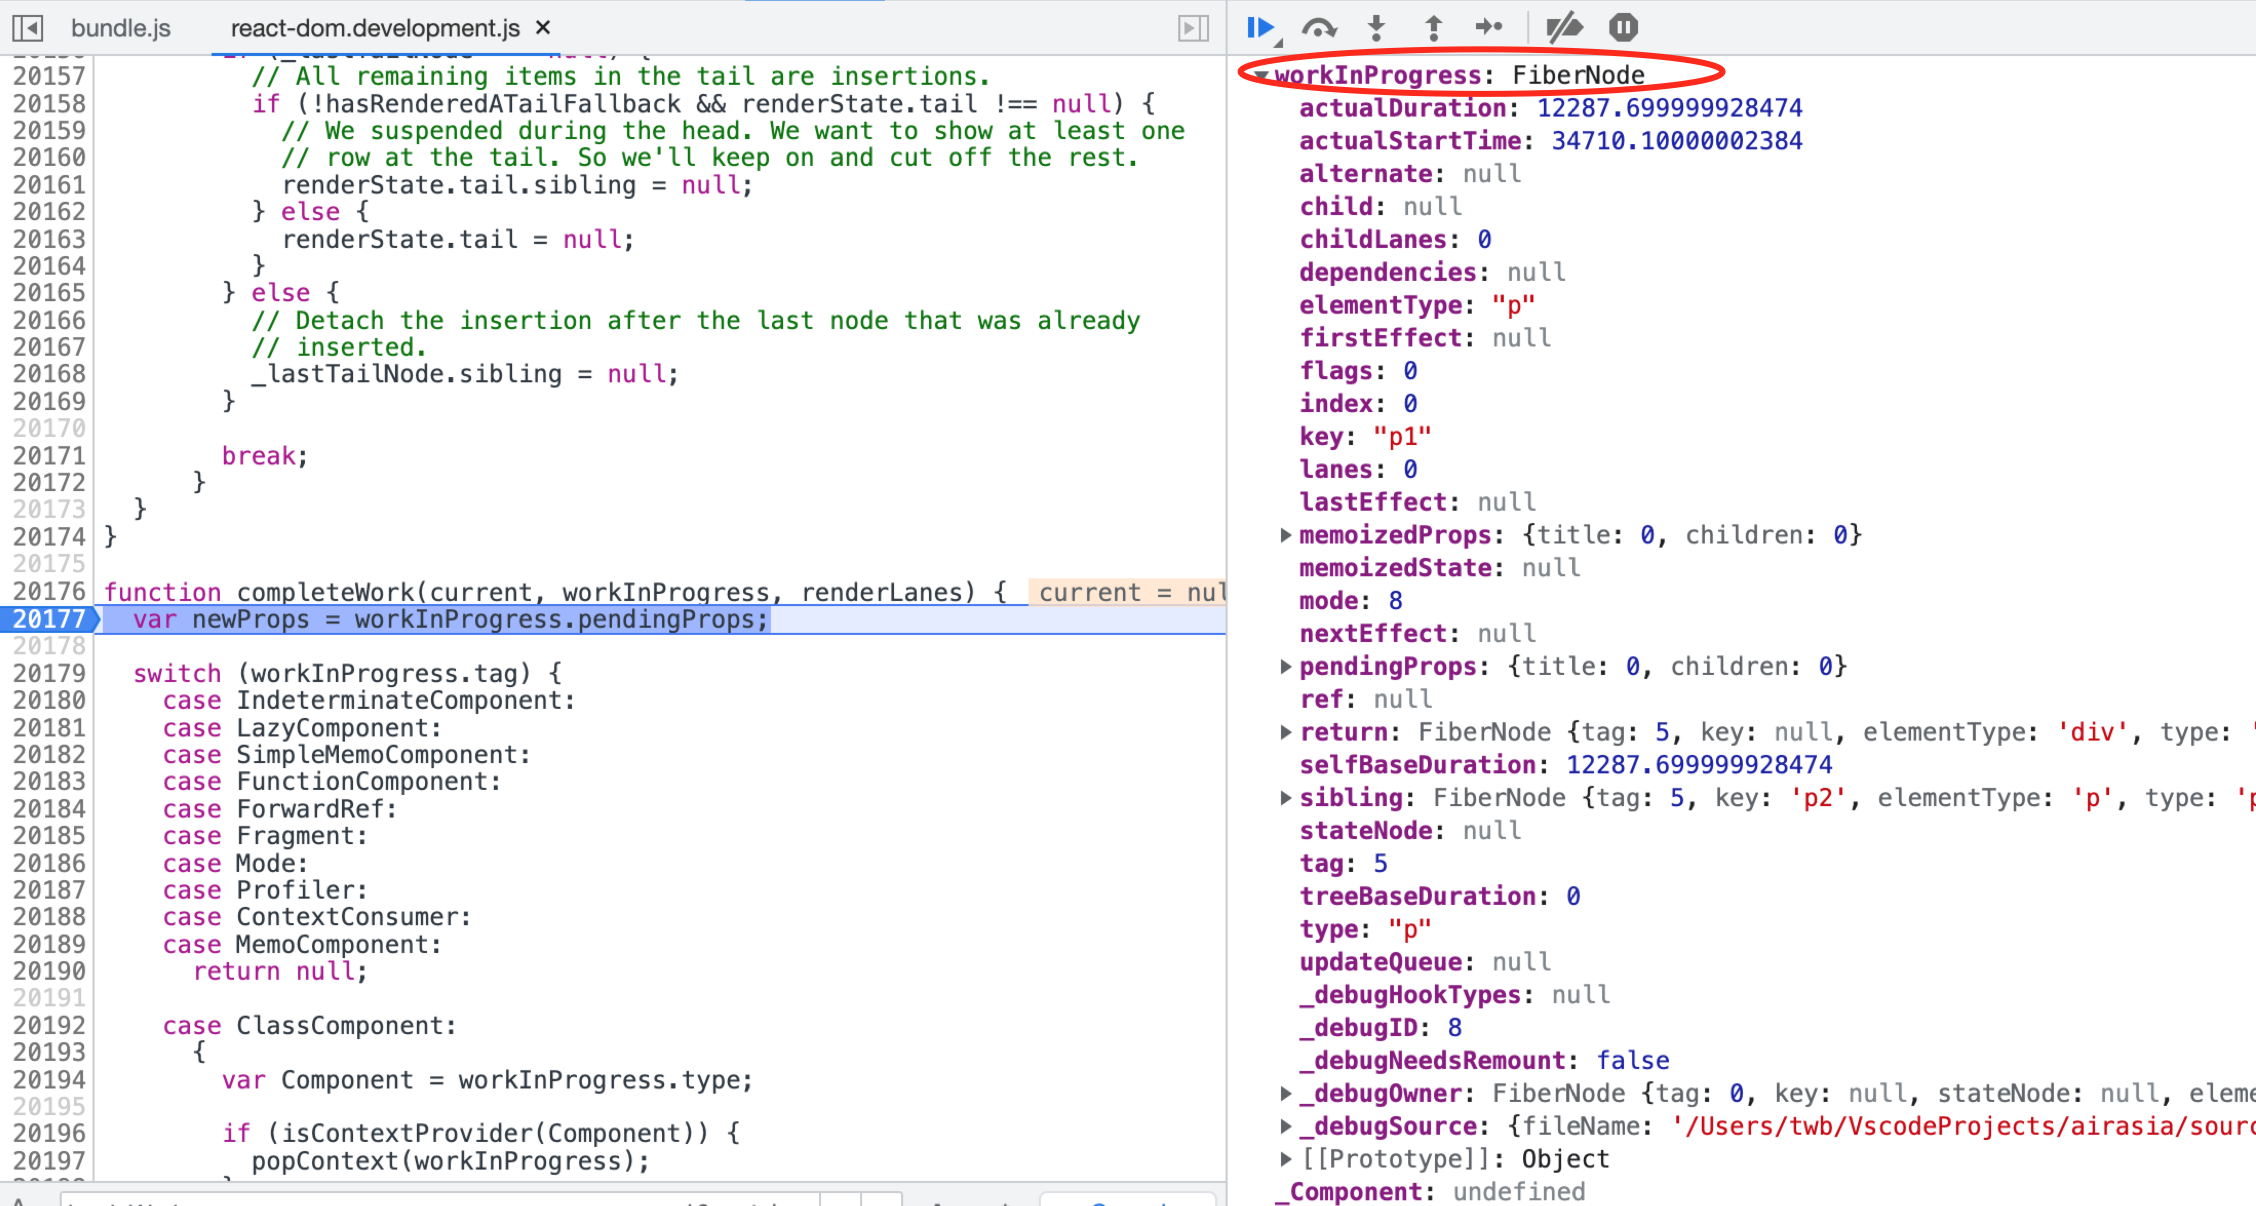 bundle.js
react-dom.development.js ×
20157 // All remaining items in the tail are insertions.
20158 if (!hasRenderedATailFallback && renderState.tail !== null) {
20159 // We suspended during the head. We want to show at least one
20160 // row at the tail. So we'll keep on and cut off the rest.
20161 renderState.tail.sibling = null;
20162 } else {
20163 renderState.tail = null;
20164 }
20165 } else {
20166 // Detach the insertion after the last node that was already
20167 // inserted.
20168 _lastTailNode.sibling = null;
20169 }
20170
20171 break;
20172 }
20173 }
20174 }
20175
20176 function completeWork(current, workInProgress, renderLanes) { current = nul
20177 var newProps = workInProgress.pendingProps;
20178
20179 switch (workInProgress.tag) {
20180 case IndeterminateComponent:
20181 case LazyComponent:
20182 case SimpleMemoComponent:
20183 case FunctionComponent:
20184 case ForwardRef:
20185 case Fragment:
20186 case Mode:
20187 case Profiler:
20188 case ContextConsumer:
20189 case MemoComponent:
20190 return null;
20191
20192 case ClassComponent:
20193 {
20194 var Component = workInProgress.type;
20195
20196 if (isContextProvider(Component)) {
20197 popContext(workInProgress);
workInProgress: FiberNode
actualDuration: 12287.699999928474
actualStartTime: 34710.10000002384
alternate: null
child: null
childLanes: 0
dependencies: null
elementType: "p"
firstEffect: null
flags: 0
index: 0
key: "p1"
lanes: 0
lastEffect: null
memoizedProps: {title: 0, children: 0}
memoizedState: null
mode: 8
nextEffect: null
pendingProps: {title: 0, children: 0}
ref: null
return: FiberNode {tag: 5, key: null, elementType: 'div', type: '
selfBaseDuration: 12287.699999928474
sibling: FiberNode {tag: 5, key: 'p2', elementType: 'p', type: 'p
stateNode: null
tag: 5
treeBaseDuration: 0
type: "p"
updateQueue: null
_debugHookTypes: null
_debugID: 8
_debugNeedsRemount: false
_debugOwner: FiberNode {tag: 0, key: null, stateNode: null, eleme
_debugSource: {fileName: '/Users/twb/VscodeProjects/airasia/sourc
[[Prototype]]: Object
_Component: undefined